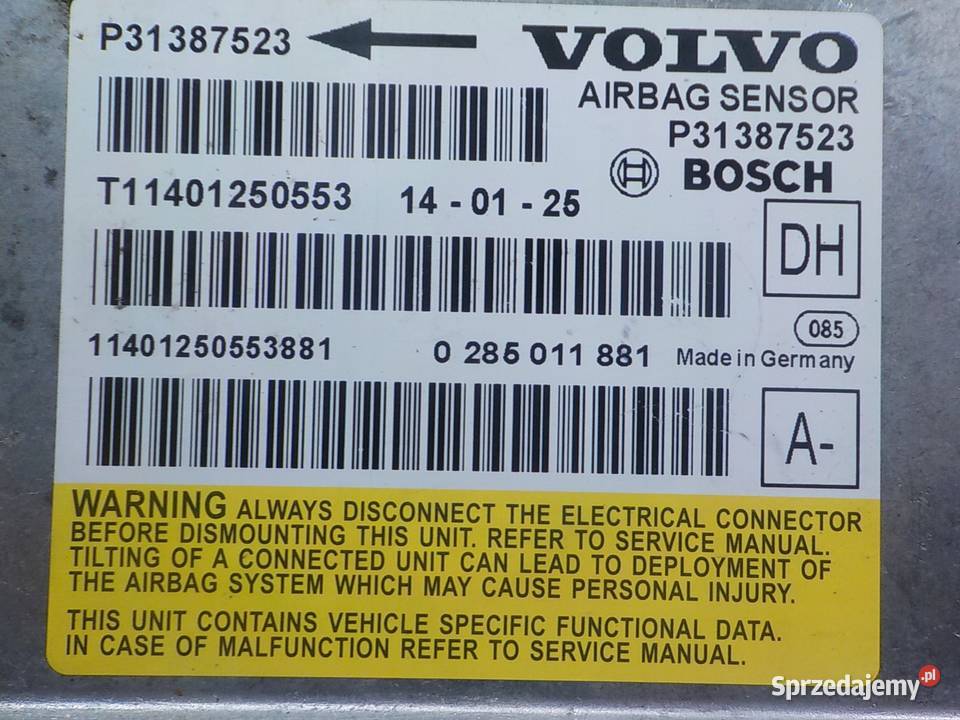 P31387523
VOLVO
AIRBAG SENSOR
P31387523
BOSCH
T11401250553 14 - 01 - 25
DH
085
11401250553881 0 285 011 881 Made in Germany
A-
WARNING ALWAYS DISCONNECT THE ELECTRICAL CONNECTOR
BEFORE DISMOUNTING THIS UNIT. REFER TO SERVICE MANUAL.
TILTING OF A CONNECTED UNIT CAN LEAD TO DEPLOYMENT OF
THE AIRBAG SYSTEM WHICH MAY CAUSE PERSONAL INJURY.
THIS UNIT CONTAINS VEHICLE SPECIFIC FUNCTIONAL DATA.
IN CASE OF MALFUNCTION REFER TO SERVICE MANUAL.
Sprzedajemy.pl